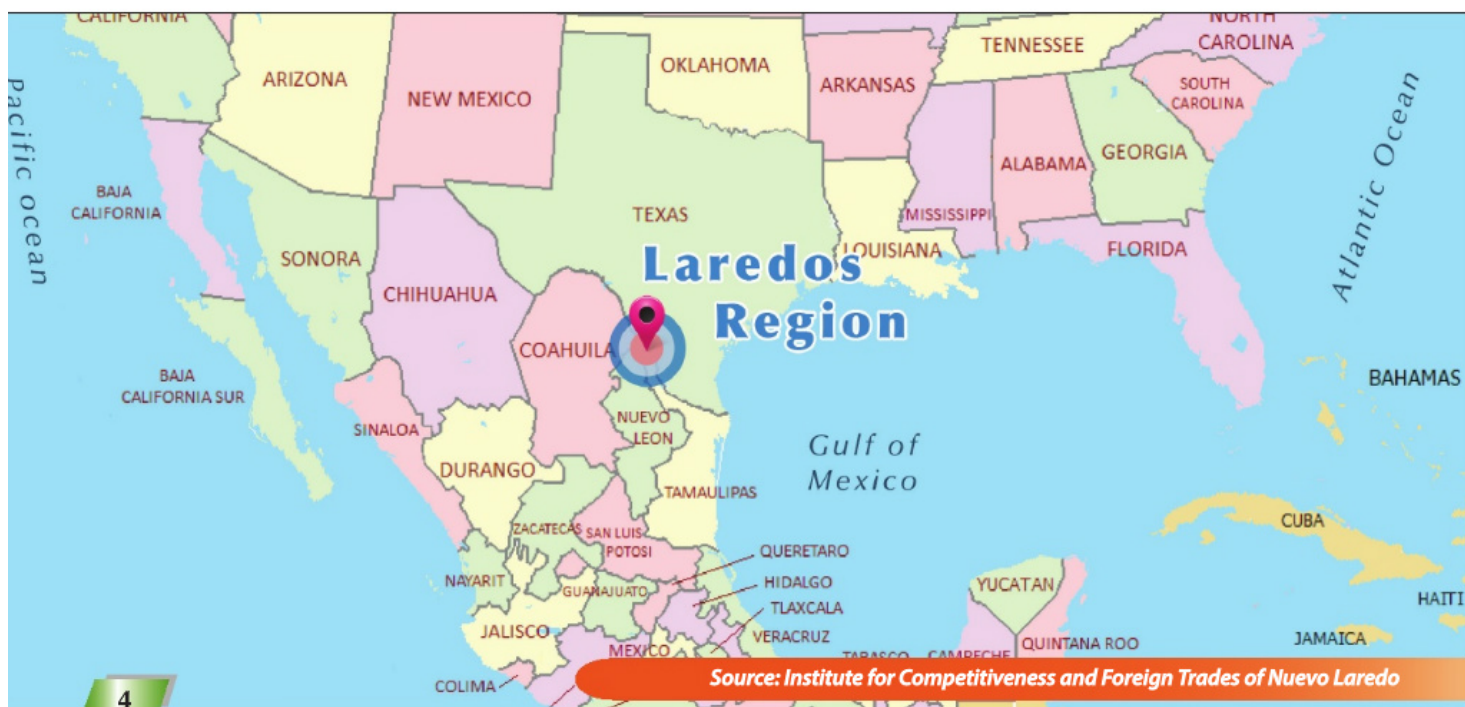 CALIFORNIA
NORTH
CAROLINA
TENNESSEE
OKLAHOMA
ARIZONA
ARKANSAS
NEW MEXICO
SOUTH
CAROLINA
Pacific ocean
Atlantic Ocean
GEORGIA
ALABAMA
BAJA
CALIFORNIA
TEXAS
MISSISSIPPI
SONORA
LOUISIANA
FLORIDA
Laredos
Region
CHIHUAHUA
COAHUILA
BAJA
CALIFORNIA SUR
BAHAMAS
SINALOA
NUEVO
LEON
Gulf of
Mexico
DURANGO
TAMAULIPAS
CUBA
ZACATECAS
SAN LUIS
POTOSI
QUERETARO
NAYARIT
GUANAJUATO
HIDALGO
YUCATAN
HAITI
TLAXCALA
JALISCO
VERACRUZ
JAMAICA
MEXICO
TABASCO
CAMPECHE
QUINTANA ROO
COLIMA
Source: Institute for Competitiveness and Foreign Trades of Nuevo Laredo
4